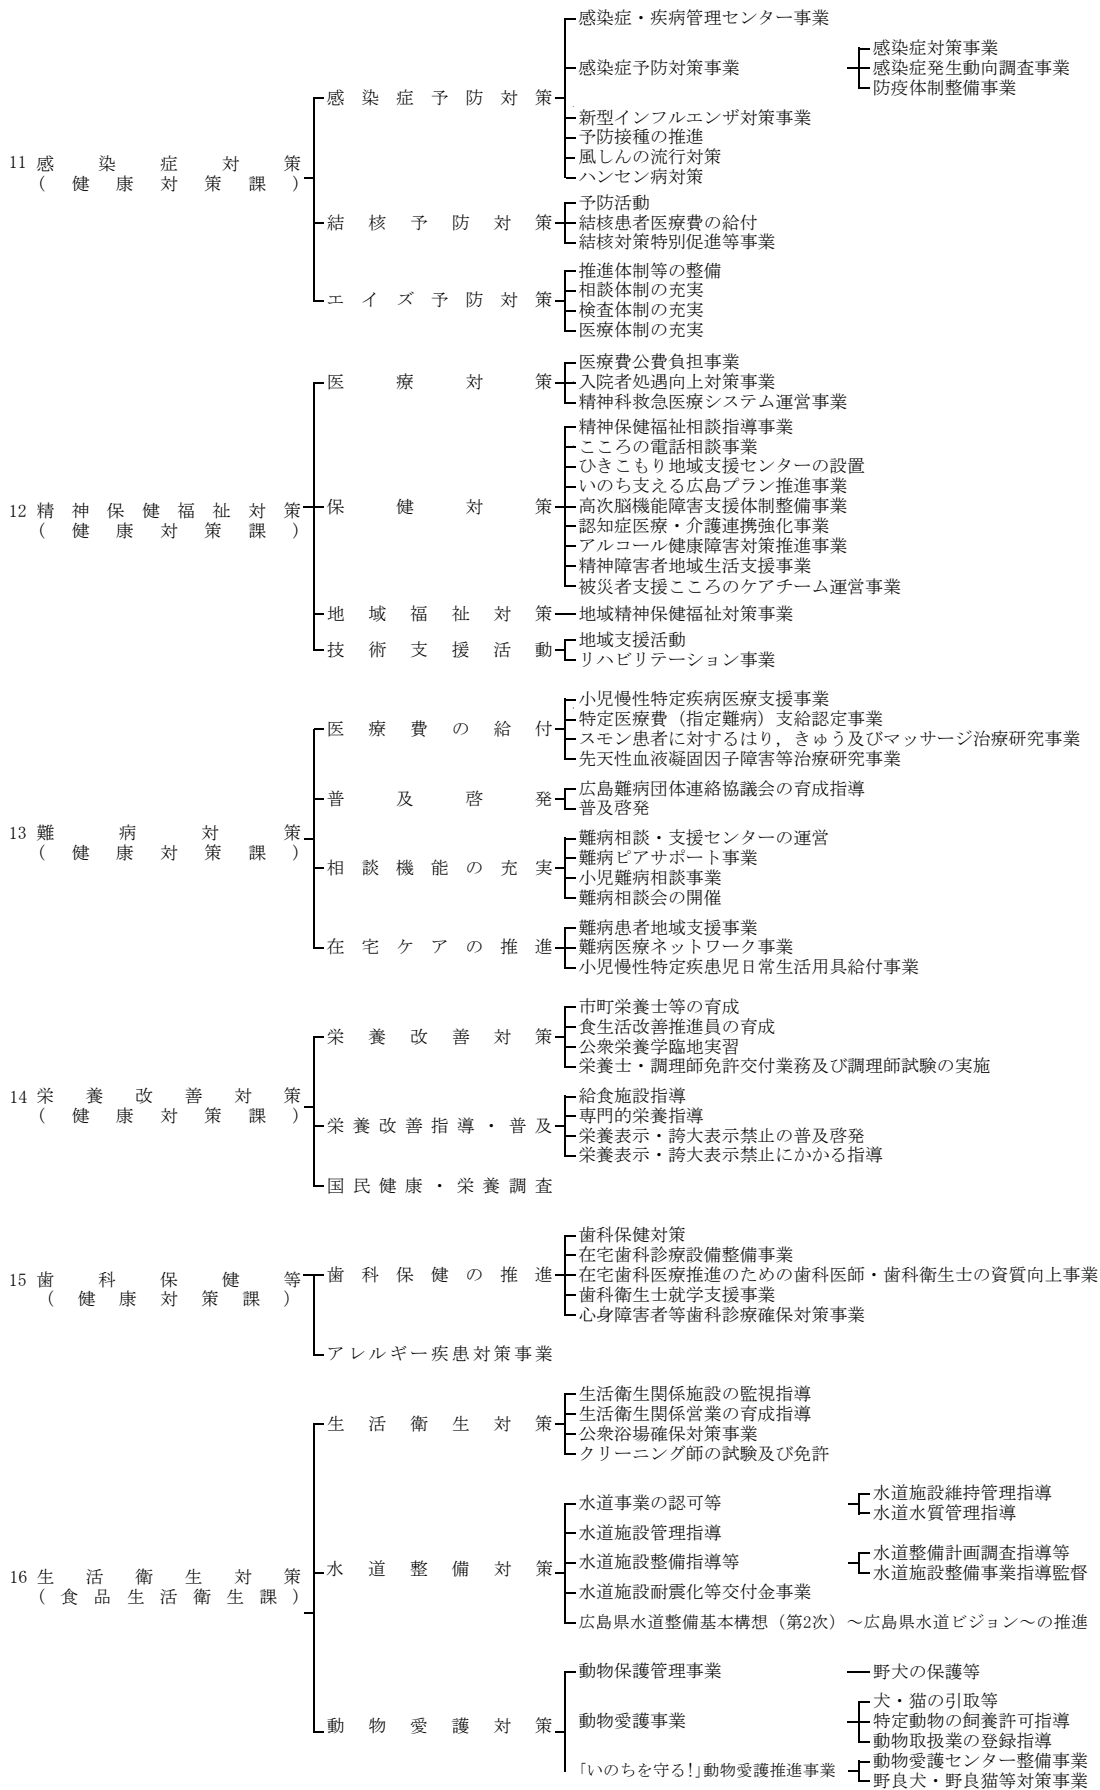 11 感染症対策
(健康対策課)
感染症予防対策
感染症・疾病管理センター事業
感染症予防対策事業
感染症対策事業
感染症発生動向調査事業
防疫体制整備事業
新型インフルエンザ対策事業
予防接種の推進
風しんの流行対策
ハンセン病対策
結核予防対策
予防活動
結核患者医療費の給付
結核対策特別促進等事業
エイズ予防対策
推進体制等の整備
相談体制の充実
検査体制の充実
医療体制の充実
12 精神保健福祉対策
(健康対策課)
医療対策
医療費公費負担事業
入院者処遇向上対策事業
精神科救急医療システム運営事業
保健対策
精神保健福祉相談指導事業
こころの電話相談事業
ひきこもり地域支援センターの設置
いのち支える広島プラン推進事業
高次脳機能障害支援体制整備事業
認知症医療・介護連携強化事業
アルコール健康障害対策推進事業
精神障害者地域生活支援事業
被災者支援こころのケアチーム運営事業
地域福祉対策
地域精神保健福祉対策事業
技術支援活動
地域支援活動
リハビリテーション事業
13 難病対策
(健康対策課)
医療費の給付
小児慢性特定疾病医療支援事業
特定医療費（指定難病）支給認定事業
スモン患者に対するはり，きゅう及びマッサージ治療研究事業
先天性血液凝固因子障害等治療研究事業
普及啓発
広島難病団体連絡協議会の育成指導
普及啓発
相談機能の充実
難病相談・支援センターの運営
難病ピアサポート事業
小児難病相談事業
難病相談会の開催
在宅ケアの推進
難病患者地域支援事業
難病医療ネットワーク事業
小児慢性特定疾患児日常生活用具給付事業
14 栄養改善対策
(健康対策課)
栄養改善対策
市町栄養士等の育成
食生活改善推進員の育成
公衆栄養学臨地実習
栄養士・調理師免許交付業務及び調理師試験の実施
栄養改善指導・普及
給食施設指導
専門的栄養指導
栄養表示・誇大表示禁止の普及啓発
栄養表示・誇大表示禁止にかかる指導
国民健康・栄養調査
15 歯科保健等
(健康対策課)
歯科保健の推進
歯科保健対策
在宅歯科診療設備整備事業
在宅歯科医療推進のための歯科医師・歯科衛生士の資質向上事業
歯科衛生士就学支援事業
心身障害者等歯科診療確保対策事業
アレルギー疾患対策事業
16 生活衛生対策
(食品生活衛生課)
生活衛生対策
生活衛生関係施設の監視指導
生活衛生関係営業の育成指導
公衆浴場確保対策事業
クリーニング師の試験及び免許
水道整備対策
水道事業の認可等
水道施設維持管理指導
水道水質管理指導
水道施設管理指導
水道施設整備指導等
水道整備計画調査指導等
水道施設整備事業指導監督
水道施設耐震化等交付金事業
広島県水道整備基本構想（第2次）～広島県水道ビジョン～の推進
動物愛護対策
動物保護管理事業
野犬の保護等
動物愛護事業
犬・猫の引取等
特定動物の飼養許可指導
動物取扱業の登録指導
「いのちを守る！」動物愛護推進事業
動物愛護センター整備事業
野良犬・野良猫等対策事業